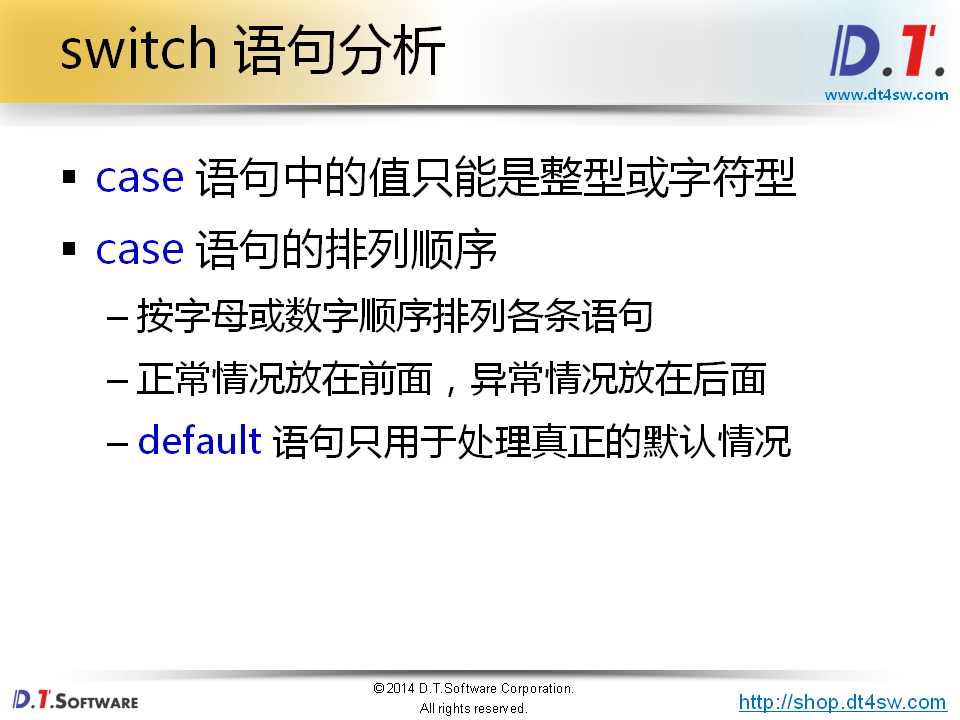 switch 语句分析
D.T.
www.dt4sw.com
▪ case 语句中的值只能是整型或字符型
▪ case 语句的排列顺序
– 按字母或数字顺序排列各条语句
– 正常情况放在前面，异常情况放在后面
– default 语句只用于处理真正的默认情况
D.T.SOFTWARE
©2014 D.T.Software Corporation.
All rights reserved.
http://shop.dt4sw.com